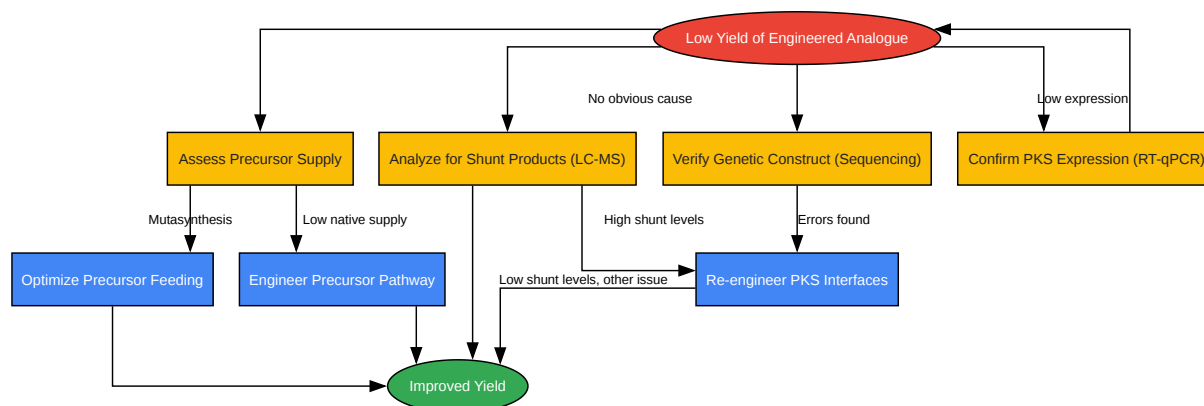 Low Yield of Engineered Analogue
No obvious cause
Low expression
Assess Precursor Supply
Analyze for Shunt Products (LC-MS)
Verify Genetic Construct (Sequencing)
Confirm PKS Expression (RT-qPCR)
Mutasynthesis
Low native supply
High shunt levels
Errors found
Optimize Precursor Feeding
Engineer Precursor Pathway
Low shunt levels, other issue
Re-engineer PKS Interfaces
Improved Yield